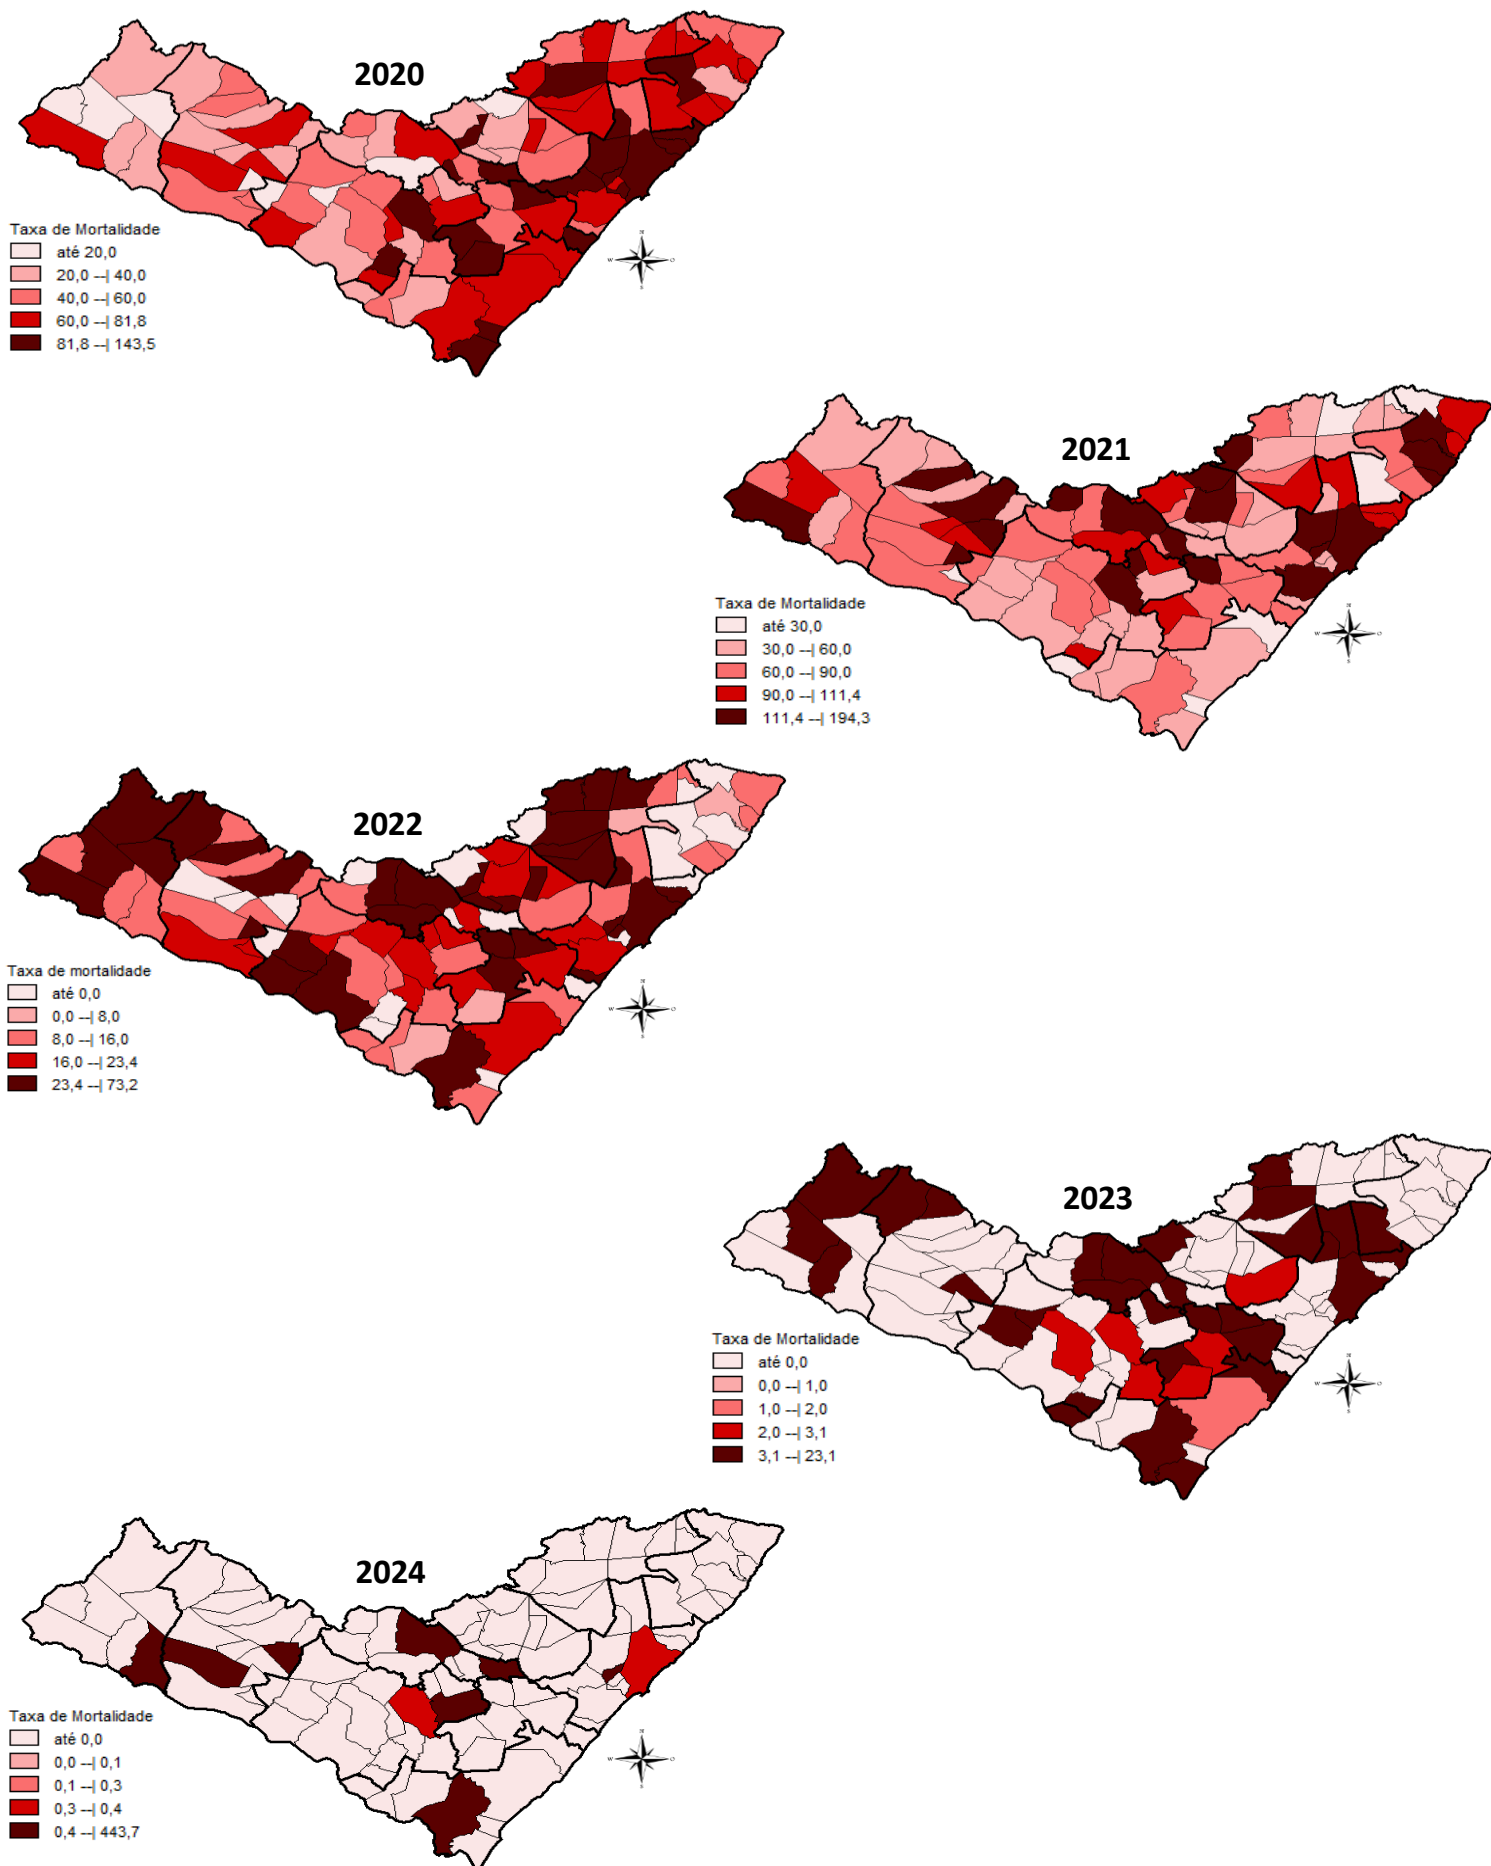 2020
Taxa de Mortalidade
até 20,0
20,0 --| 40,0
40,0 --| 60,0
60,0 --| 81,8
81,8 --| 143,5
N
W
O
S
2021
Taxa de Mortalidade
até 30,0
30,0 --| 60,0
60,0 --| 90,0
90,0 --| 111,4
111,4 --| 194,3
N
W
O
S
2022
Taxa de mortalidade
até 0,0
0,0 --| 8,0
8,0 --| 16,0
16,0 --| 23,4
23,4 --| 73,2
N
W
O
S
2023
Taxa de Mortalidade
até 0,0
0,0 --| 1,0
1,0 --| 2,0
2,0 --| 3,1
3,1 --| 23,1
N
W
O
S
2024
Taxa de Mortalidade
até 0,0
0,0 --| 0,1
0,1 --| 0,3
0,3 --| 0,4
0,4 --| 443,7
N
W
O
S